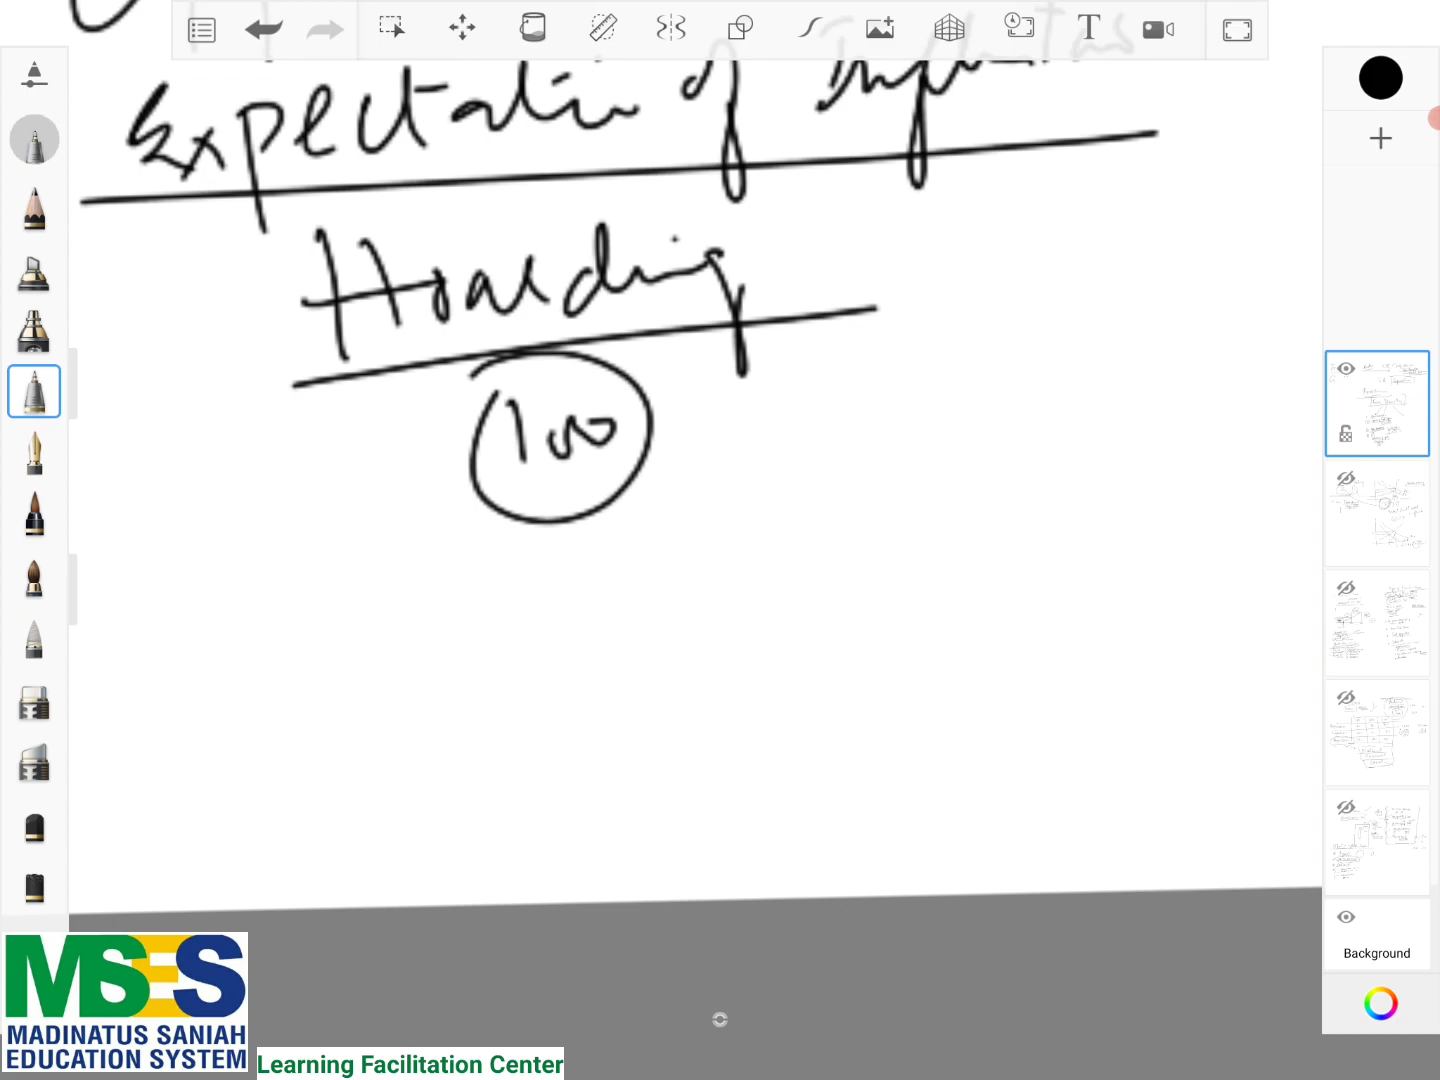 Expectation of Inflation
Hoarding
100
Background
MSES
MADINATUS SANIAH
EDUCATION SYSTEM
Learning Facilitation Center